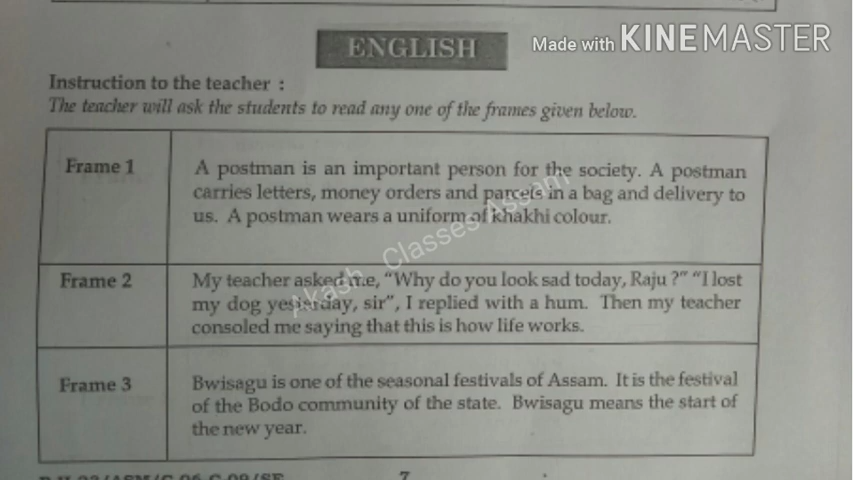 ENGLISH
Made with KINEMASTER
Instruction to the teacher :
The teacher will ask the students to read any one of the frames given below.
Frame 1
A postman is an important person for the society. A postman
carries letters, money orders and parcels in a bag and delivery to
us. A postman wears a uniform of khakhi colour.
Frame 2
My teacher asked me, "Why do you look sad today, Raju ?" "I lost
my dog yesterday, sir", I replied with a hum. Then my teacher
consoled me saying that this is how life works.
Frame 3
Bwisagu is one of the seasonal festivals of Assam. It is the festival
of the Bodo community of the state. Bwisagu means the start of
the new year.
Akash Classes Assam
7